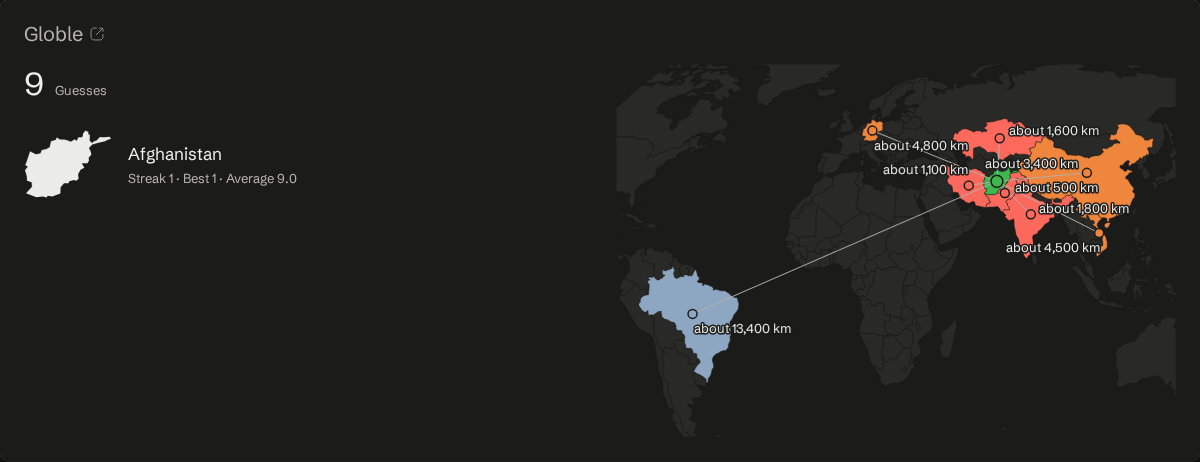 Globle
9 Guesses
Afghanistan
Streak 1 · Best 1 · Average 9.0
about 1,600 km
about 4,800 km
about 3,400 km
about 1,100 km
about 500 km
about 1,800 km
about 4,500 km
about 13,400 km